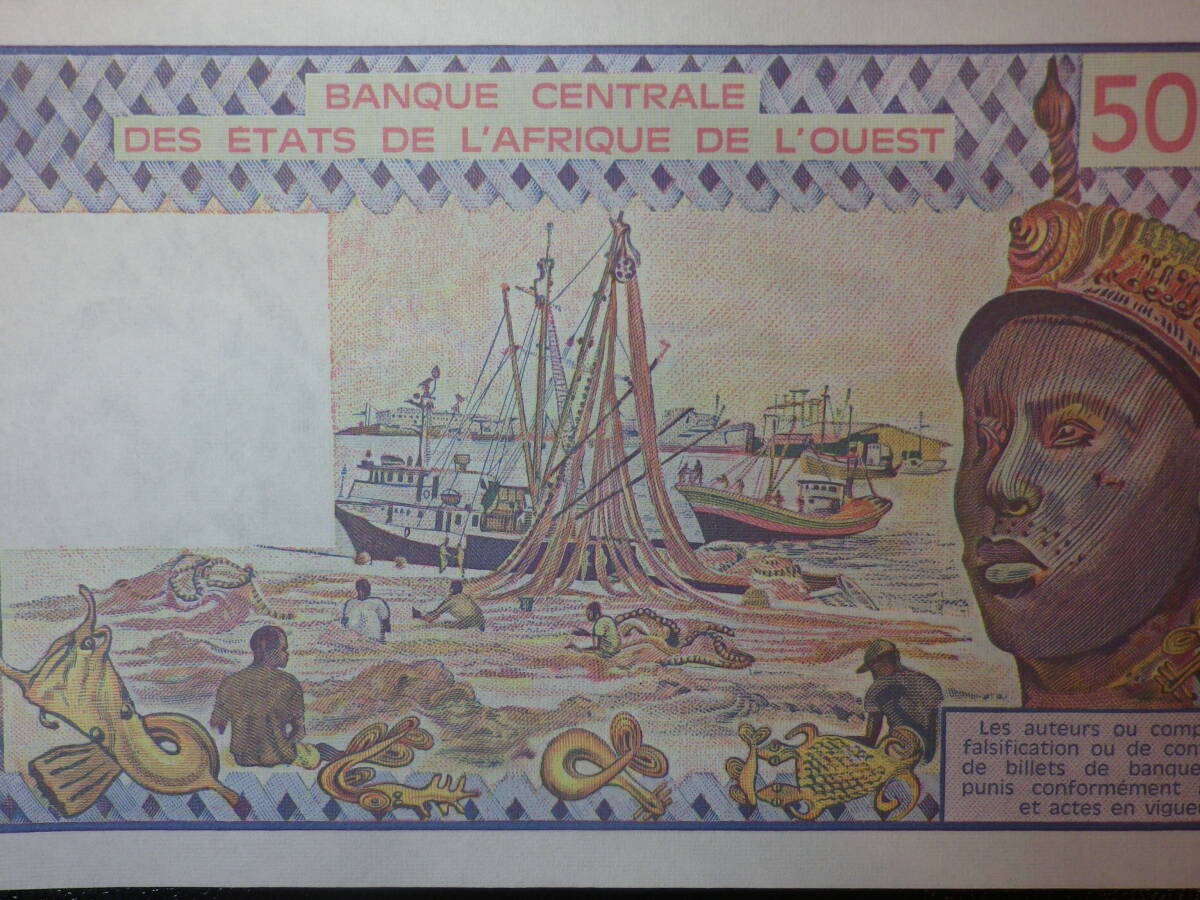 BANQUE CENTRALE
DES ÉTATS DE L'AFRIQUE DE L'OUEST
50
Les auteurs ou comp
falsification ou de con
de billets de banque
punis conformément
et actes en vigue